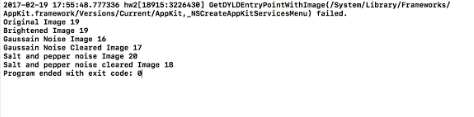 2017-02-19 17:55:48.777336 hw2[18915:3226430] GetDYLDEntryPointWithImage(/System/Library/Frameworks/
AppKit.framework/Versions/Current/AppKit,_NSCreateAppKitServicesMenu) failed.
Original Image 19
Brightened Image 19
Gaussian Noise Image 16
Gaussian Noise Cleared Image 17
Salt and pepper noise Image 20
Salt and pepper noise cleared Image 18
Program ended with exit code: 0